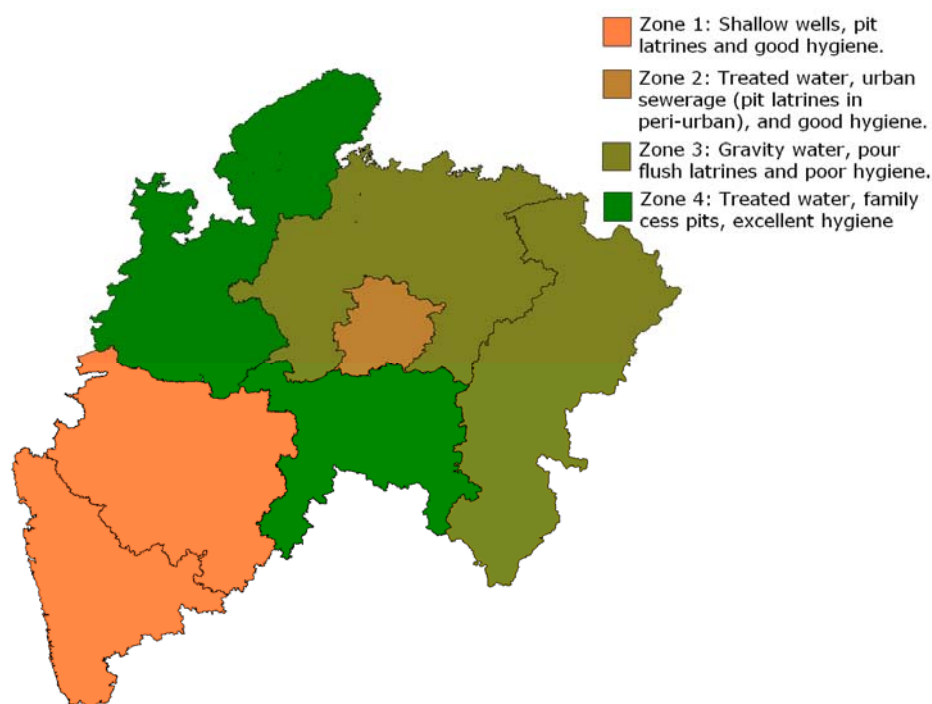 Zone 1: Shallow wells, pit
latrines and good hygiene.
Zone 2: Treated water, urban
sewerage (pit latrines in
peri-urban), and good hygiene.
Zone 3: Gravity water, pour
flush latrines and poor hygiene.
Zone 4: Treated water, family
cess pits, excellent hygiene